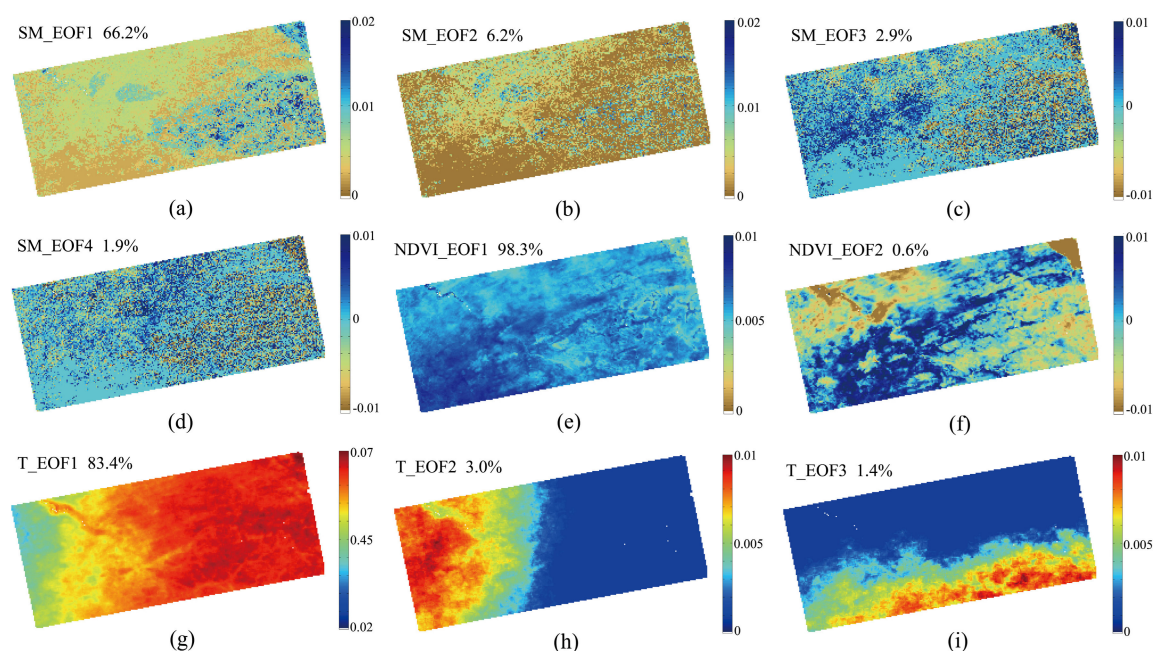 SM_EOF1 66.2%
0.02
0.01
0
(a)
SM_EOF2 6.2%
0.02
0.01
0
(b)
SM_EOF3 2.9%
0.01
0
-0.01
(c)
SM_EOF4 1.9%
0.01
0
-0.01
(d)
NDVI_EOF1 98.3%
0.01
0.005
0
(e)
NDVI_EOF2 0.6%
0.01
0
-0.01
(f)
T_EOF1 83.4%
0.07
0.45
0.02
(g)
T_EOF2 3.0%
0.01
0.005
0
(h)
T_EOF3 1.4%
0.01
0.005
0
(i)